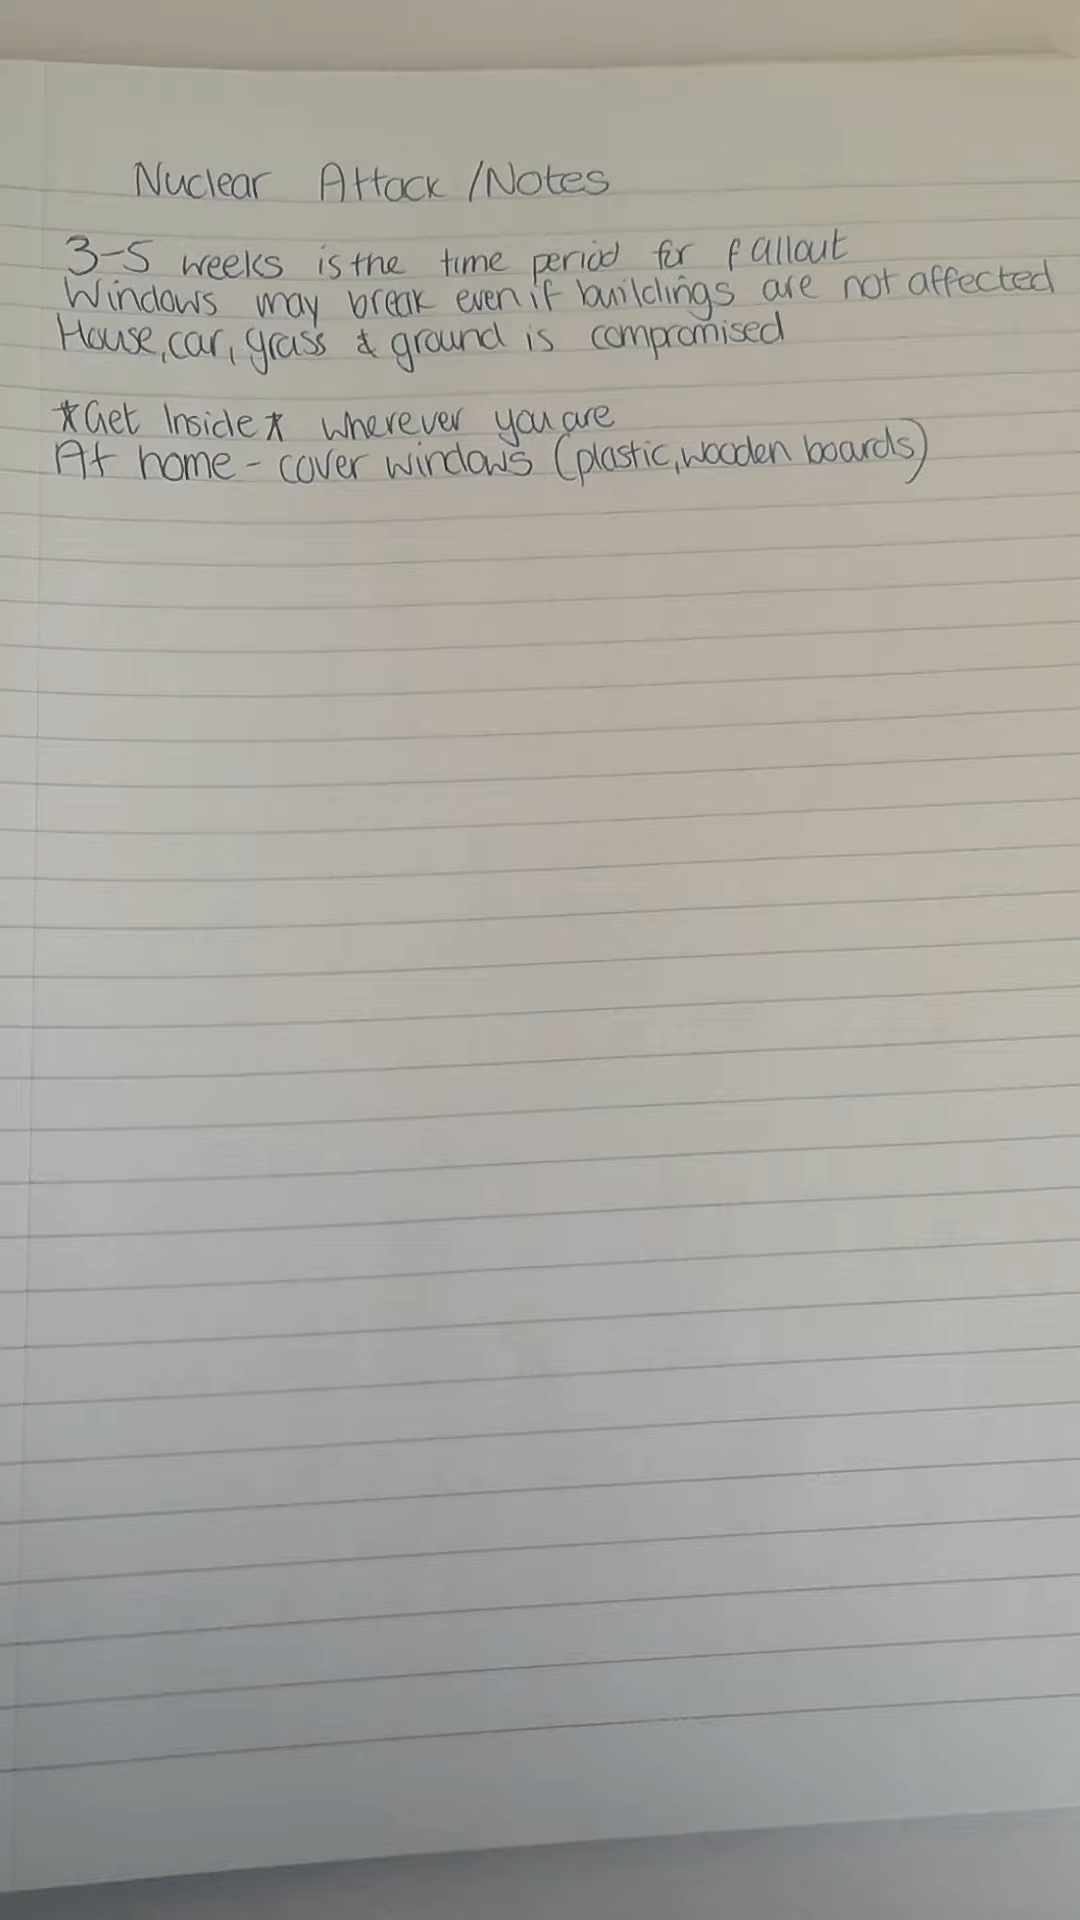 Nuclear Attack /Notes
3-5 weeks is the time period for fallout
Windows may break even if buildings are not affected
House, car, grass & ground is compromised
*Get Inside* wherever you are
At home - cover windows (plastic, wooden boards)